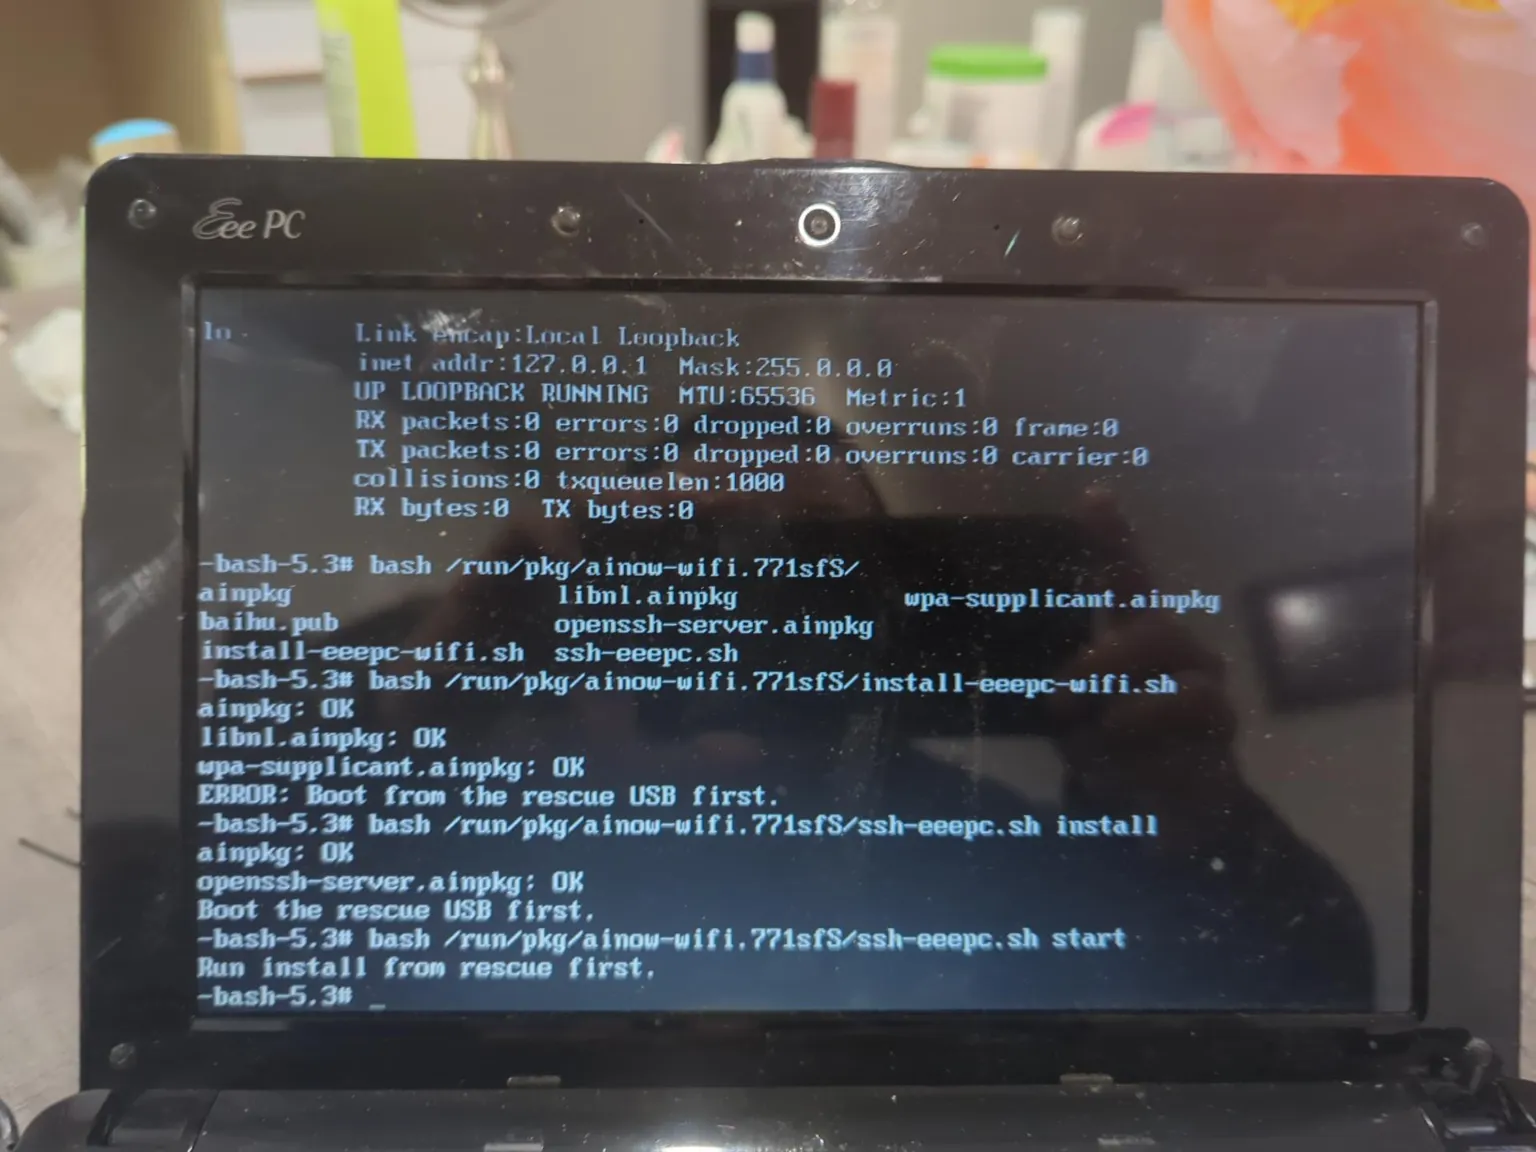 Eee PC
lo Link encap:Local Loopback
inet addr:127.0.0.1 Mask:255.0.0.0
UP LOOPBACK RUNNING MTU:65536 Metric:1
RX packets:0 errors:0 dropped:0 overruns:0 frame:0
TX packets:0 errors:0 dropped:0 overruns:0 carrier:0
collisions:0 txqueuelen:1000
RX bytes:0 TX bytes:0
-bash-5.3# bash /run/pkg/ainow-wifi.771sfS/
ainpkg libnl.ainpkg wpa-supplicant.ainpkg
baihu.pub openssh-server.ainpkg
install-eeepc-wifi.sh ssh-eeepc.sh
-bash-5.3# bash /run/pkg/ainow-wifi.771sfS/install-eeepc-wifi.sh
ainpkg: OK
libnl.ainpkg: OK
wpa-supplicant.ainpkg: OK
ERROR: Boot from the rescue USB first.
-bash-5.3# bash /run/pkg/ainow-wifi.771sfS/ssh-eeepc.sh install
ainpkg: OK
openssh-server.ainpkg: OK
Boot the rescue USB first.
-bash-5.3# bash /run/pkg/ainow-wifi.771sfS/ssh-eeepc.sh start
Run install from rescue first.
-bash-5.3# _